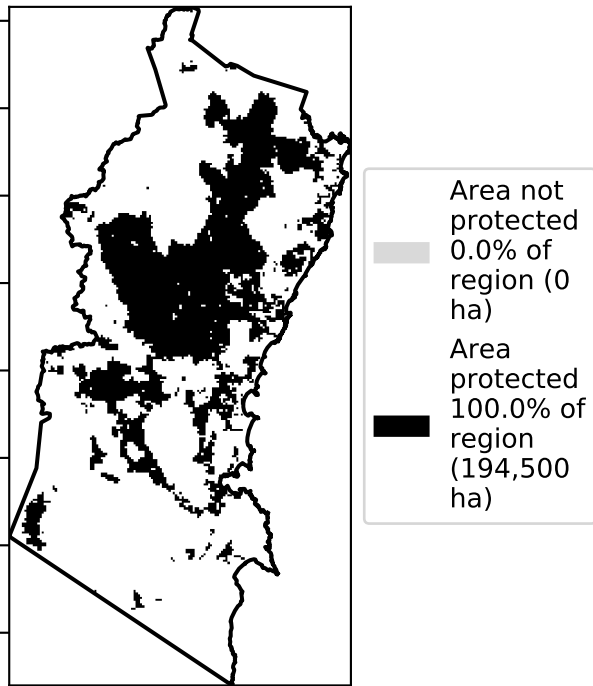 Area not
protected
0.0% of
region (0
ha)
Area
protected
100.0% of
region
(194,500
ha)